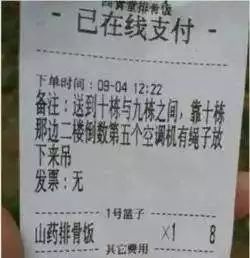 排骨饭
- 已在线支付 -
下单时间：09-04 12:22
备注：送到十栋与九栋之间，靠十栋
那边二楼倒数第五个空调机有绳子放
下来吊
发票：无
1号篮子
山药排骨饭 ×1 8
其它费用